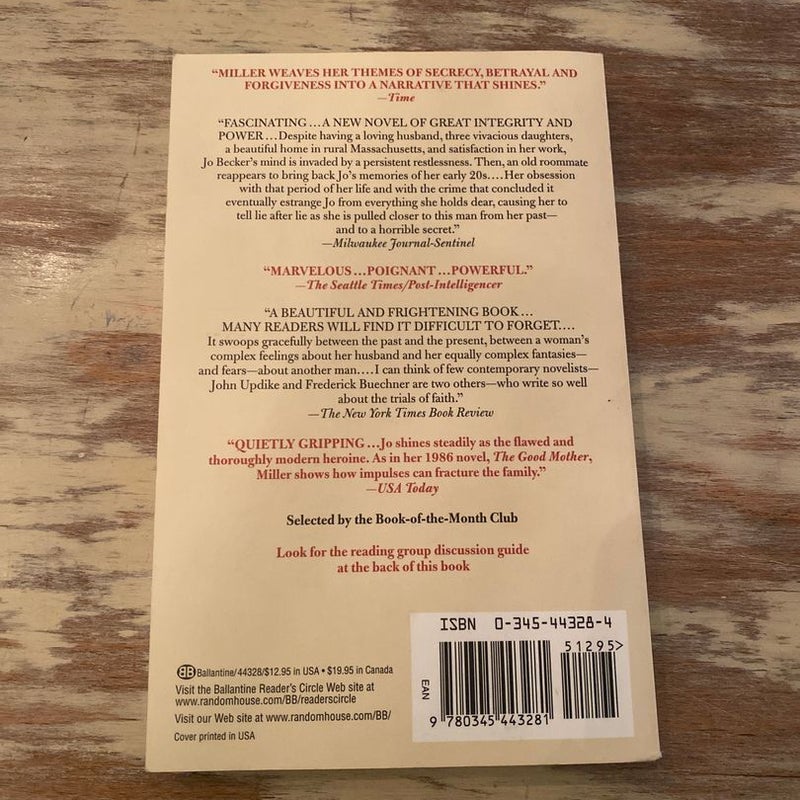 “MILLER WEAVES HER THEMES OF SECRECY, BETRAYAL AND
FORGIVENESS INTO A NARRATIVE THAT SHINES.”
—Time
“FASCINATING...A NEW NOVEL OF GREAT INTEGRITY AND
POWER...Despite having a loving husband, three vivacious daughters,
a beautiful home in rural Massachusetts, and satisfaction in her work,
Jo Becker’s mind is invaded by a persistent restlessness. Then, an old roommate
reappears to bring back Jo’s memories of her early 20s....Her obsession
with that period of her life and with the crime that concluded it
eventually estrange Jo from everything she holds dear, causing her to
tell lie after lie as she is pulled closer to this man from her past—
and to a horrible secret.”
—Milwaukee Journal-Sentinel
“MARVELOUS...POIGNANT...POWERFUL.”
—The Seattle Times/Post-Intelligencer
“A BEAUTIFUL AND FRIGHTENING BOOK...
MANY READERS WILL FIND IT DIFFICULT TO FORGET....
It swoops gracefully between the past and the present, between a woman’s
complex feelings about her husband and her equally complex fantasies—
and fears—about another man....I can think of few contemporary novelists—
John Updike and Frederick Buechner are two others—who write so well
about the trials of faith.”
—The New York Times Book Review
“QUIETLY GRIPPING...Jo shines steadily as the flawed and
thoroughly modern heroine. As in her 1986 novel, The Good Mother,
Miller shows how impulses can fracture the family.”
—USA Today
Selected by the Book-of-the-Month Club
Look for the reading group discussion guide
at the back of this book
BB Ballantine/44328/$12.95 in USA • $19.95 in Canada
Visit the Ballantine Reader’s Circle Web site at
www.randomhouse.com/BB/readerscircle
Visit our Web site at www.randomhouse.com/BB/
Cover printed in USA
ISBN 0-345-44328-4
51295>
EAN
9 780345 443281